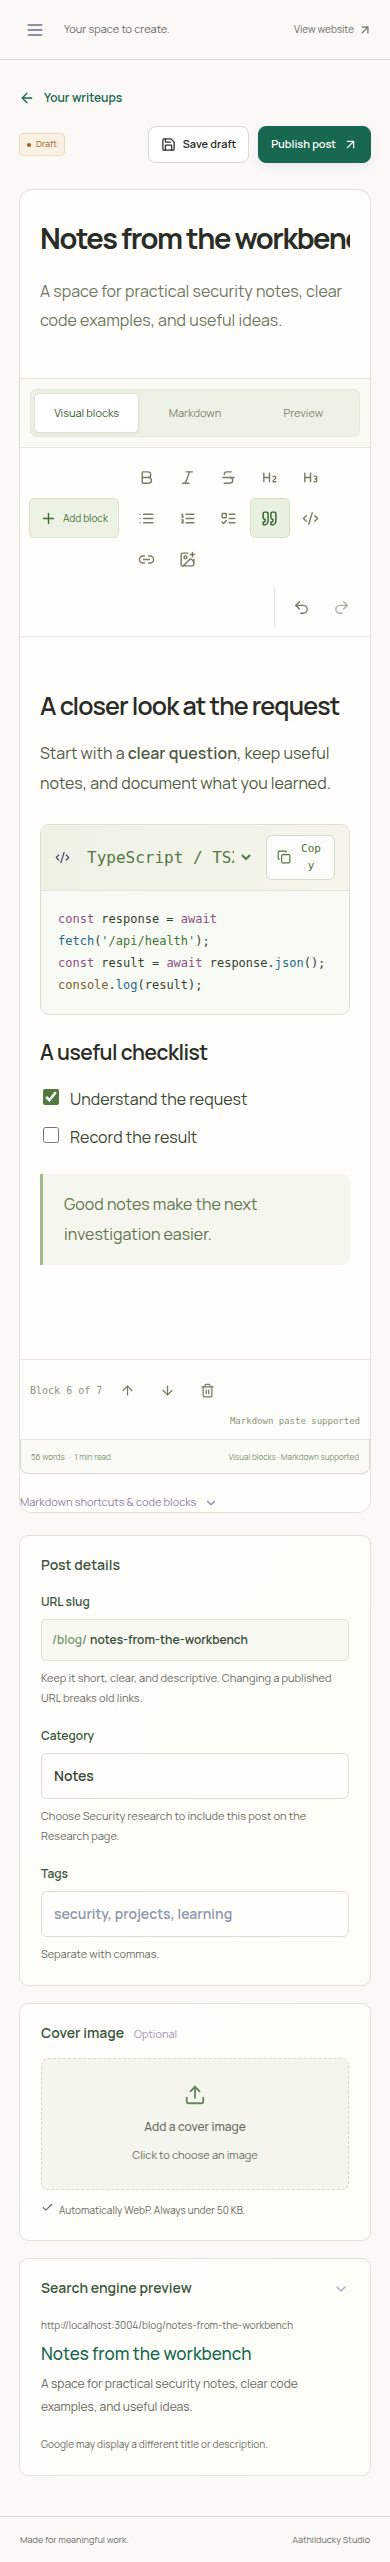 Your space to create.
View website
Your writeups
Draft
Save draft
Publish post
Notes from the workben
A space for practical security notes, clear
code examples, and useful ideas.
Visual blocks
Markdown
Preview
B I S H2 H3
Add block
Block 6 of 7
A closer look at the request
Start with a clear question, keep useful
notes, and document what you learned.
TypeScript / TSX
Cop
y
const response = await
fetch('/api/health');
const result = await response.json();
console.log(result);
A useful checklist
Understand the request
Record the result
Good notes make the next
investigation easier.
Markdown paste supported
56 words · 1 min read
Visual blocks · Markdown supported
Markdown shortcuts & code blocks
Post details
URL slug
/blog/ notes-from-the-workbench
Keep it short, clear, and descriptive. Changing a published
URL breaks old links.
Category
Notes
Choose Security research to include this post on the
Research page.
Tags
security, projects, learning
Separate with commas.
Cover image Optional
Add a cover image
Click to choose an image
Automatically WebP. Always under 50 KB.
Search engine preview
http://localhost:3004/blog/notes-from-the-workbench
Notes from the workbench
A space for practical security notes, clear code
examples, and useful ideas.
Google may display a different title or description.
Made for meaningful work.
Aathilducky Studio